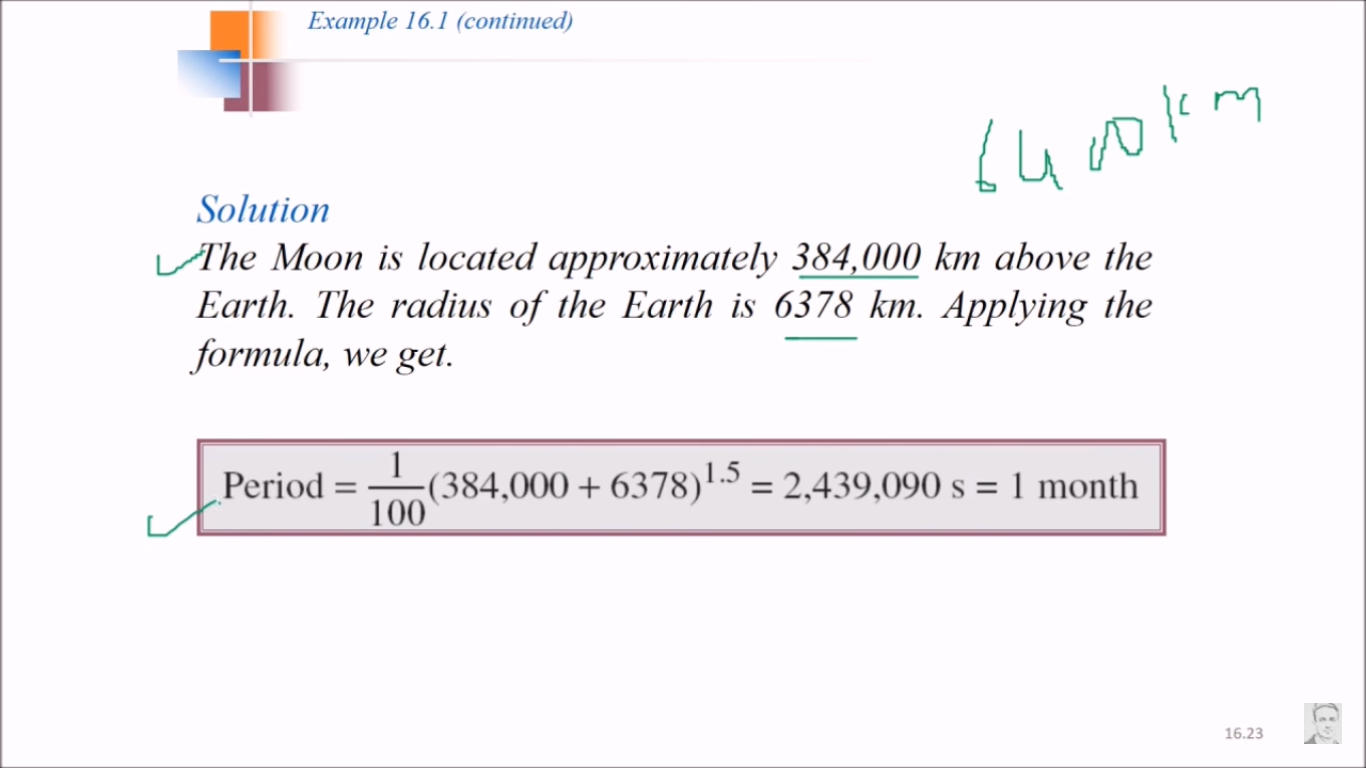 Example 16.1 (continued)
6400 km
Solution
The Moon is located approximately 384,000 km above the
Earth. The radius of the Earth is 6378 km. Applying the
formula, we get.
Period = 1/100 (384,000 + 6378)^1.5 = 2,439,090 s = 1 month
16.23